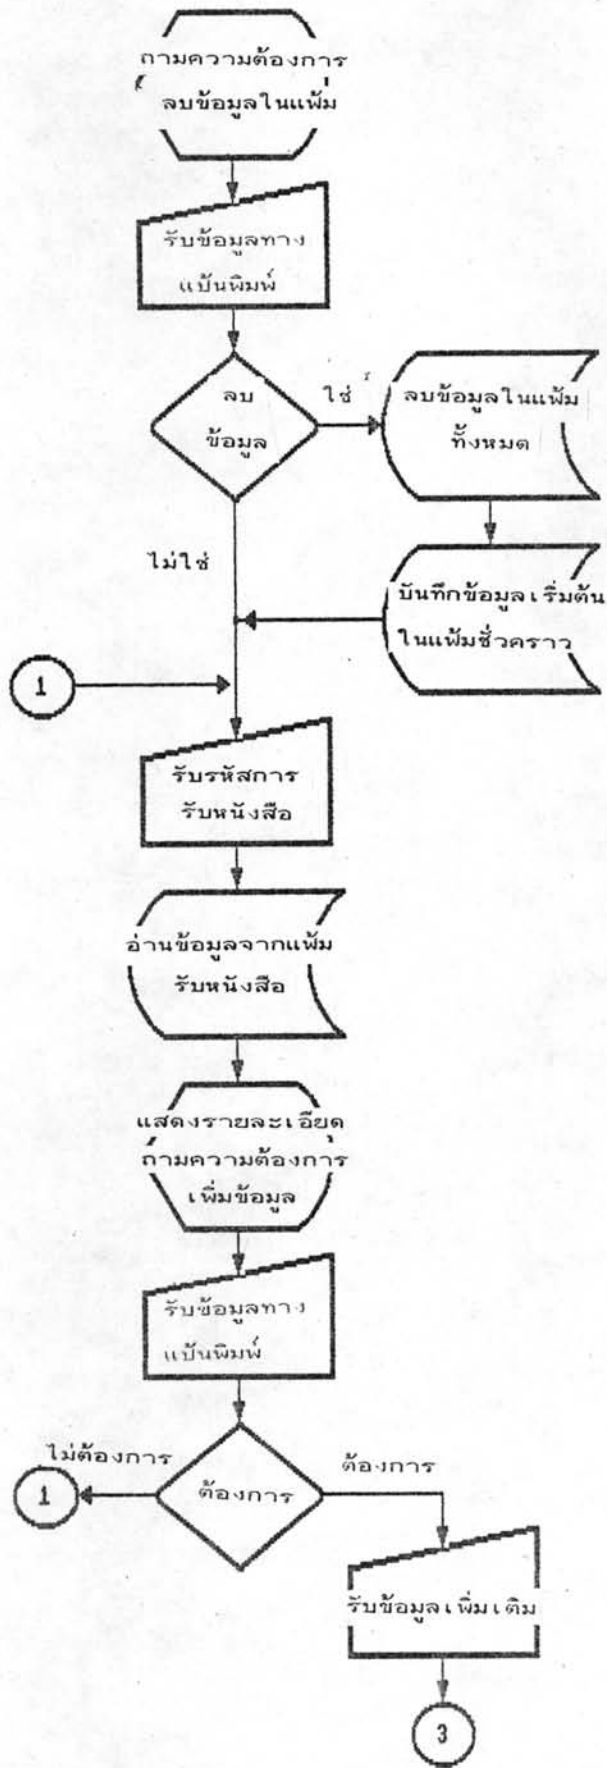 ถามความต้องการ
ลบข้อมูลในแฟ้ม
รับข้อมูลทาง
แป้นพิมพ์
ลบ
ข้อมูล
ใช่
ลบข้อมูลในแฟ้ม
ทั้งหมด
ไม่ใช่
บันทึกข้อมูลเริ่มต้น
ในแฟ้มชั่วคราว
1
รับรหัสการ
รับหนังสือ
อ่านข้อมูลจากแฟ้ม
รับหนังสือ
แสดงรายละเอียด
ถามความต้องการ
เพิ่มข้อมูล
รับข้อมูลทาง
แป้นพิมพ์
ไม่ต้องการ
ต้องการ
1
ต้องการ
รับข้อมูลเพิ่มเติม
3